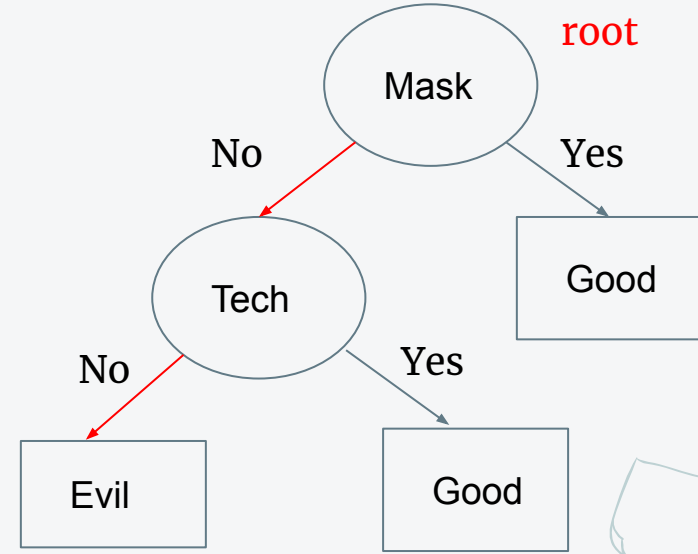 root
Mask
No
Yes
Tech
Good
No
Yes
Evil
Good